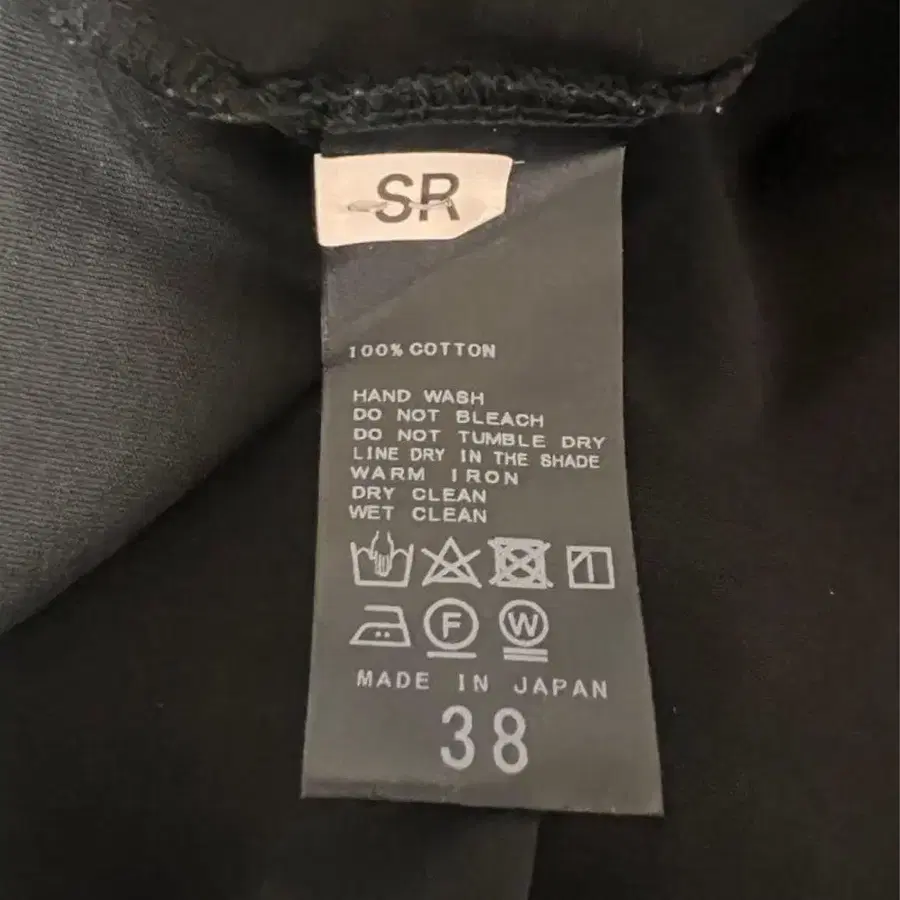 SR
100% COTTON
HAND WASH
DO NOT BLEACH
DO NOT TUMBLE DRY
LINE DRY IN THE SHADE
WARM IRON
DRY CLEAN
WET CLEAN
F W
MADE IN JAPAN
38